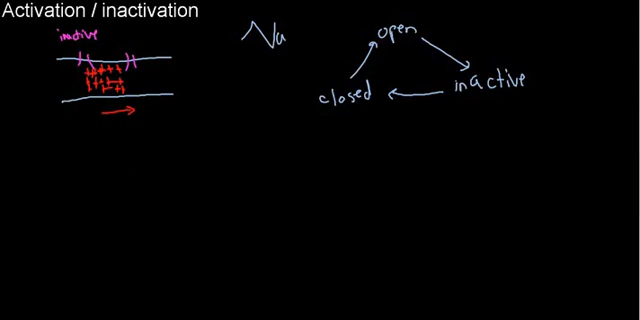 Activation / inactivation
inactive
Na
open
closed
inactive